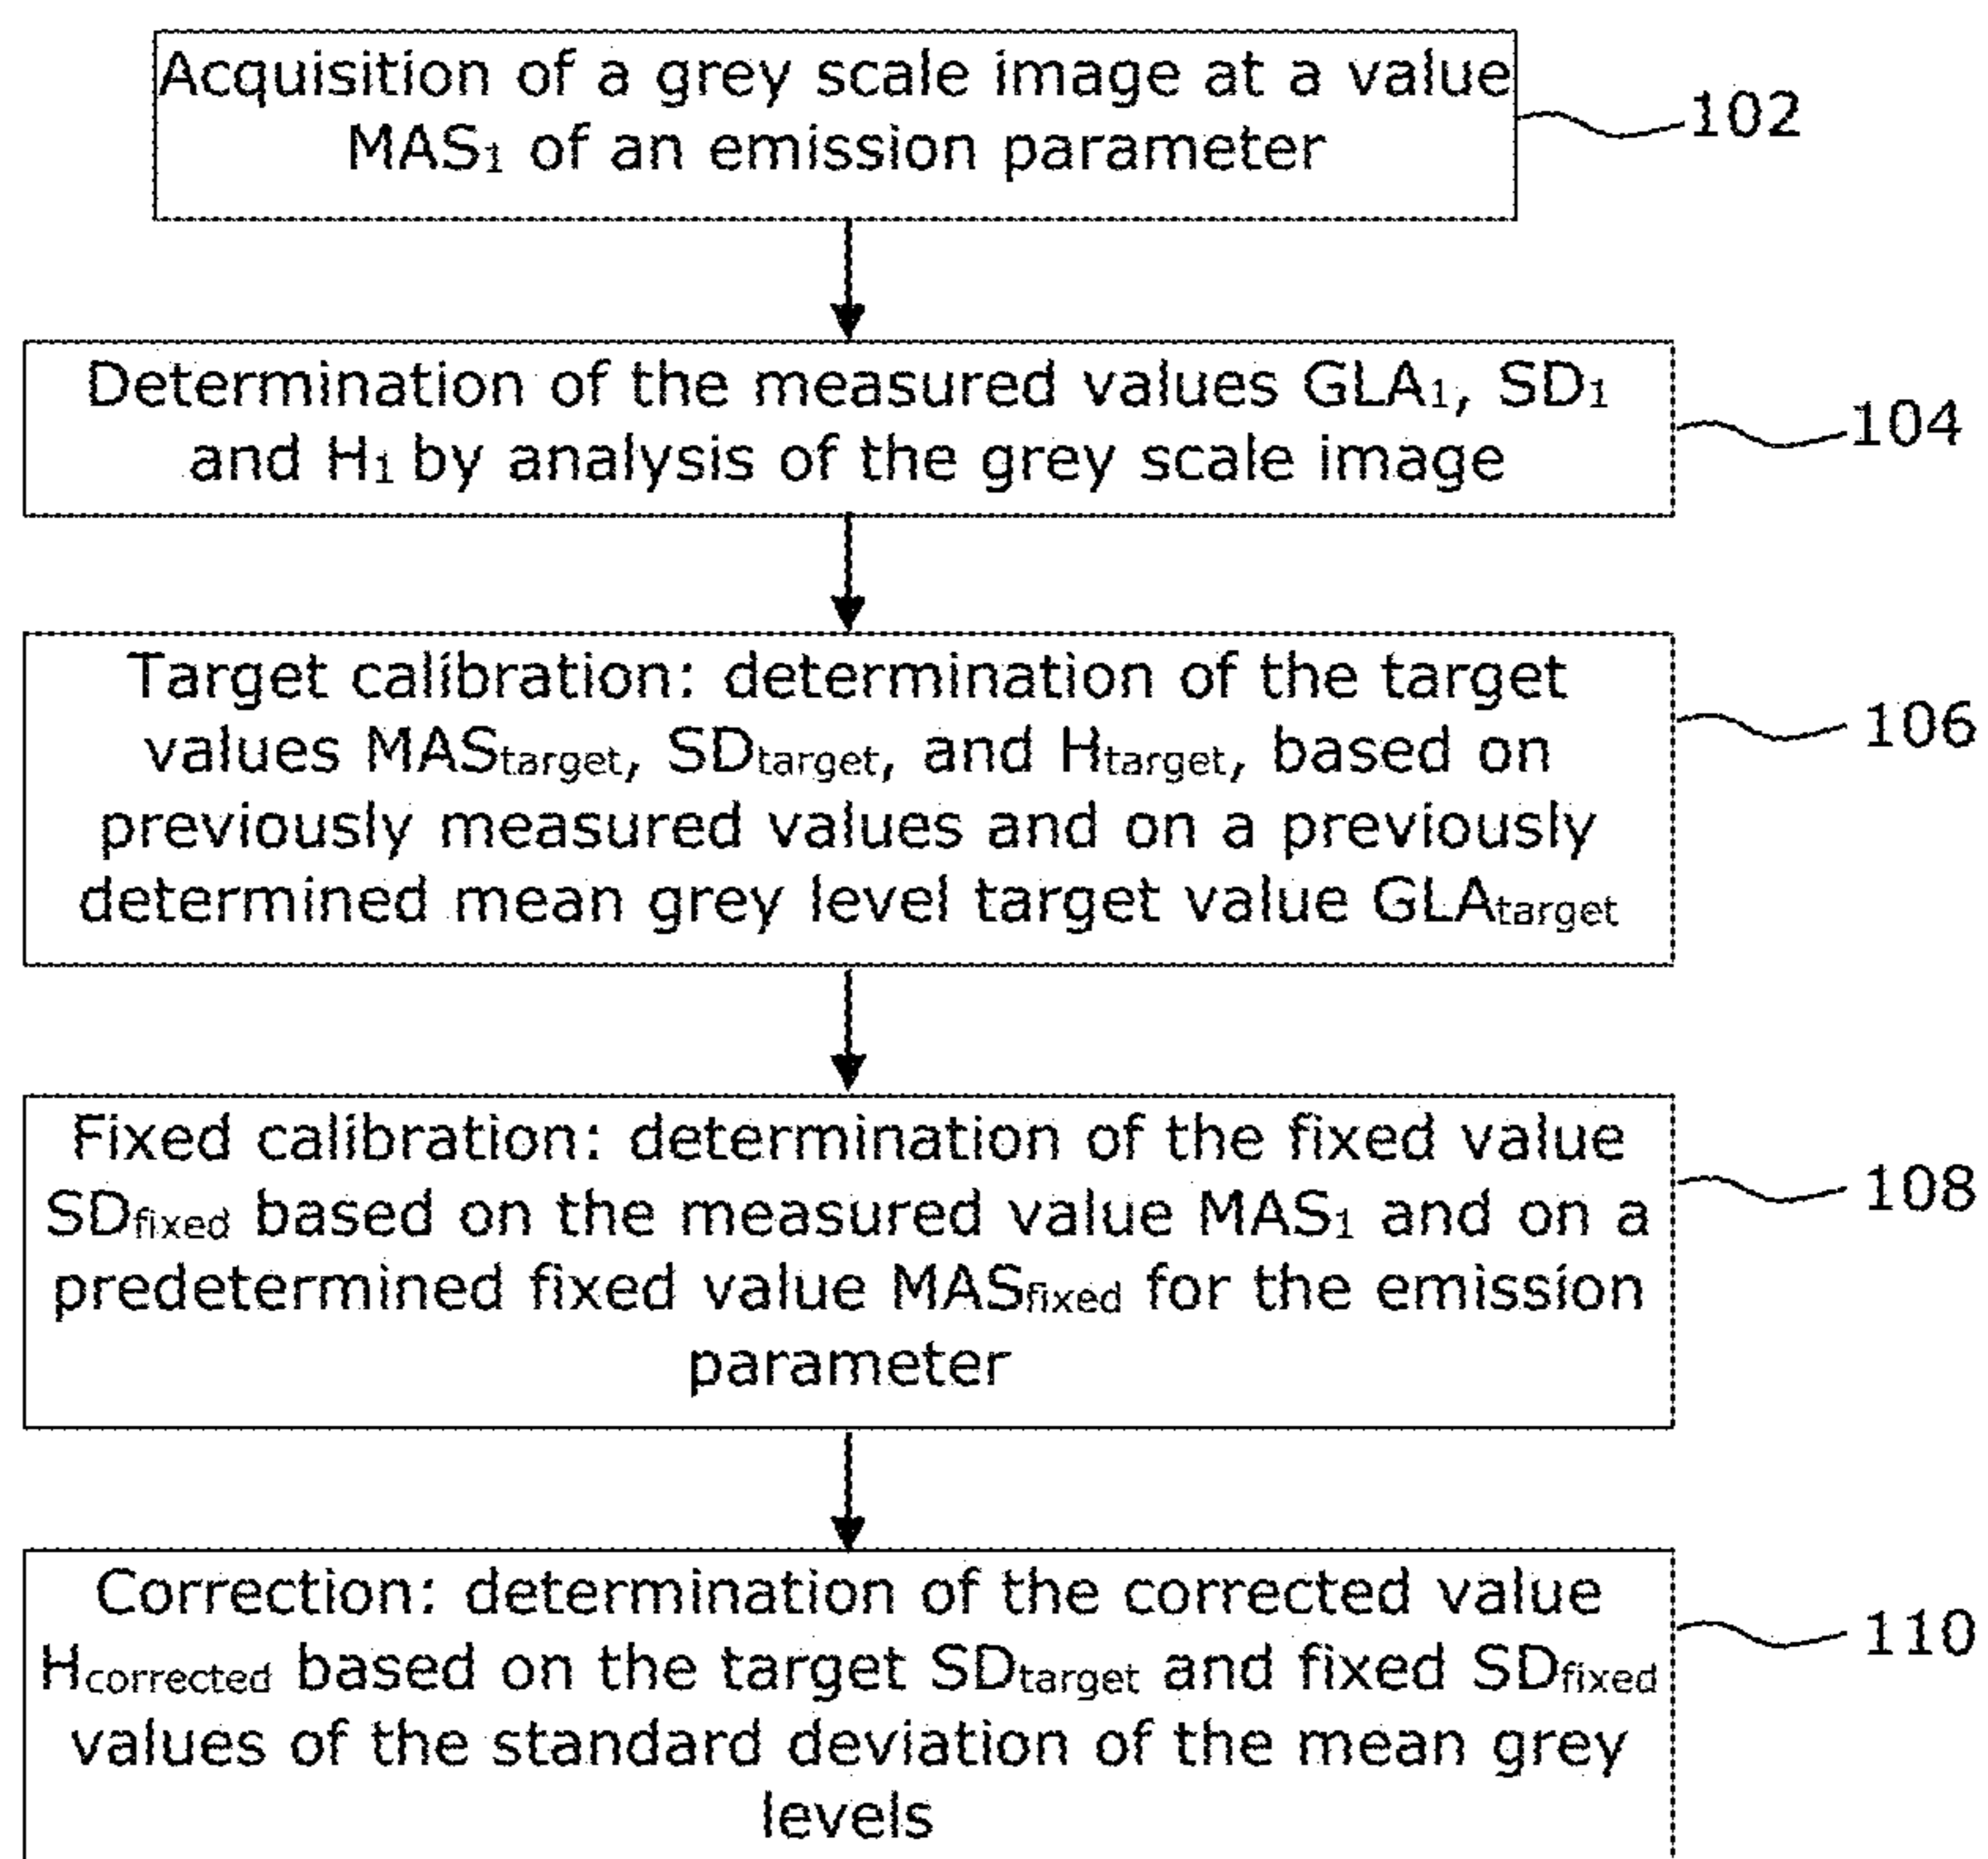 Acquisition of a grey scale image at a value
MAS₁ of an emission parameter
102
Determination of the measured values GLA₁, SD₁
and H₁ by analysis of the grey scale image
104
Target calibration: determination of the target
values MAStarget, SDtarget, and Htarget, based on
previously measured values and on a previously
determined mean grey level target value GLAtarget
106
Fixed calibration: determination of the fixed value
SDfixed based on the measured value MAS₁ and on a
predetermined fixed value MASfixed for the emission
parameter
108
Correction: determination of the corrected value
Hcorrected based on the target SDtarget and fixed SDfixed
values of the standard deviation of the mean grey
levels
110